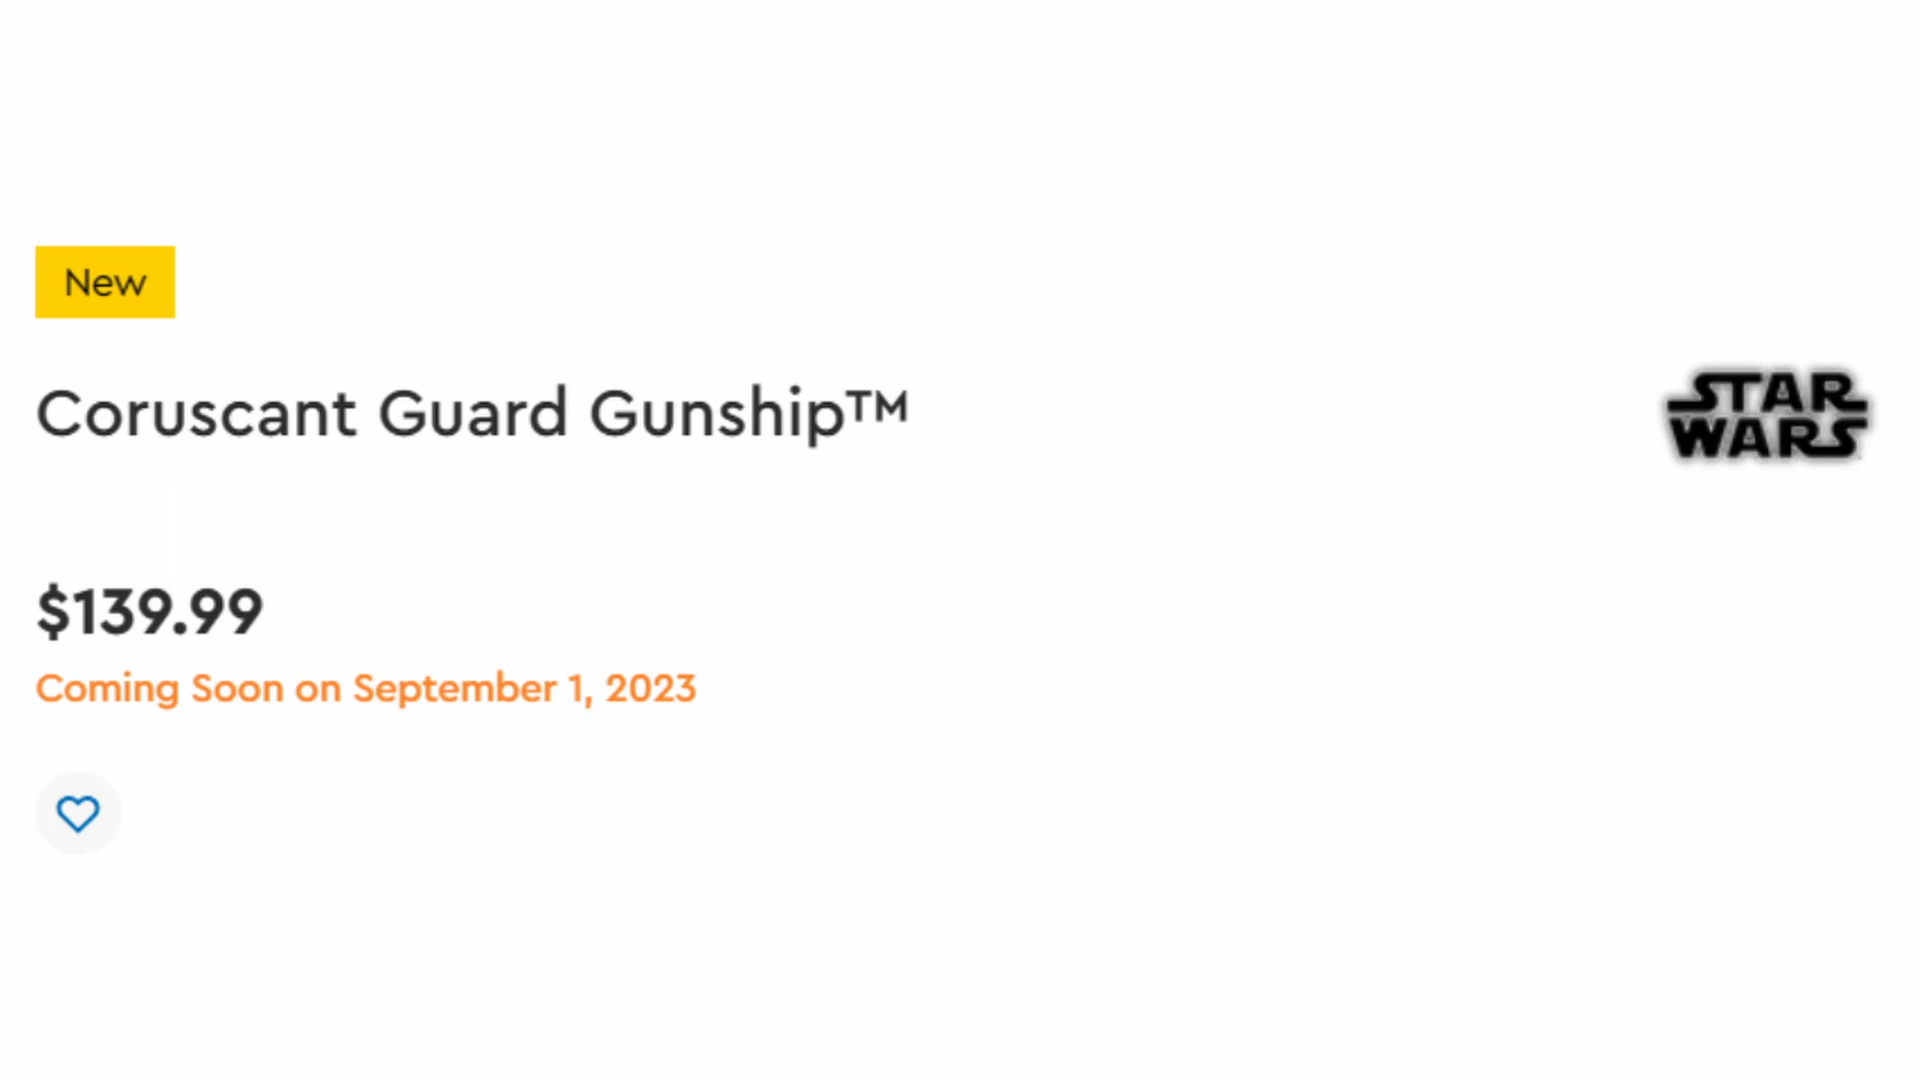 New
Coruscant Guard Gunship™
STAR
WARS
$139.99
Coming Soon on September 1, 2023